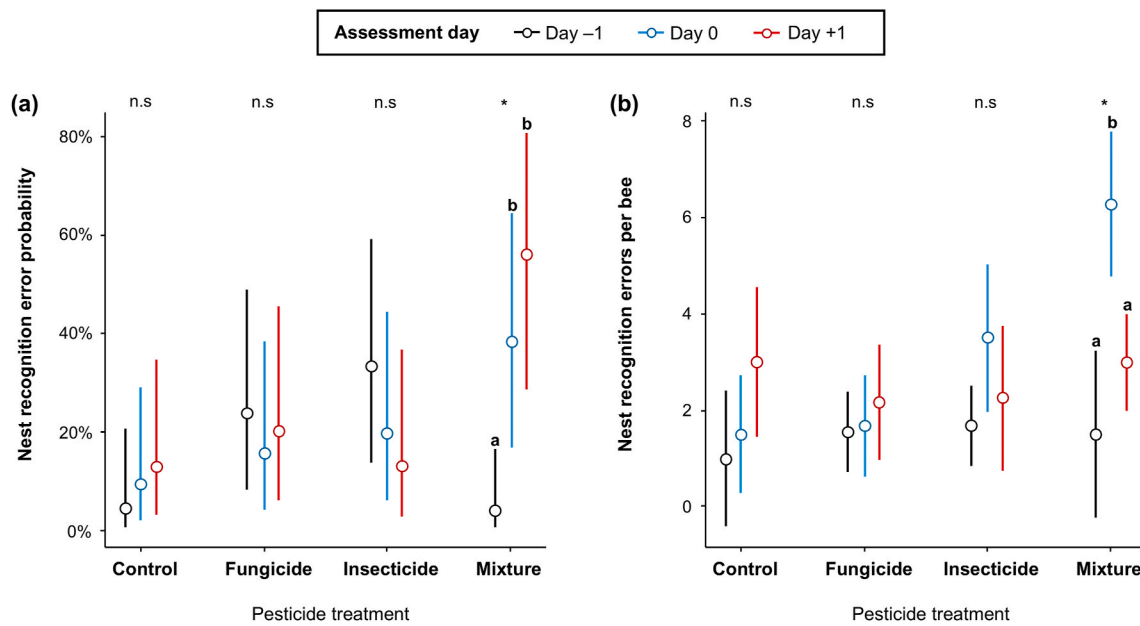 Assessment day Day –1 Day 0 Day +1
(a)
n.s n.s n.s *
Nest recognition error probability
80%
60%
40%
20%
0%
a b b
Control Fungicide Insecticide Mixture
Pesticide treatment
(b)
n.s n.s n.s *
Nest recognition errors per bee
8
6
4
2
0
a b a
Control Fungicide Insecticide Mixture
Pesticide treatment